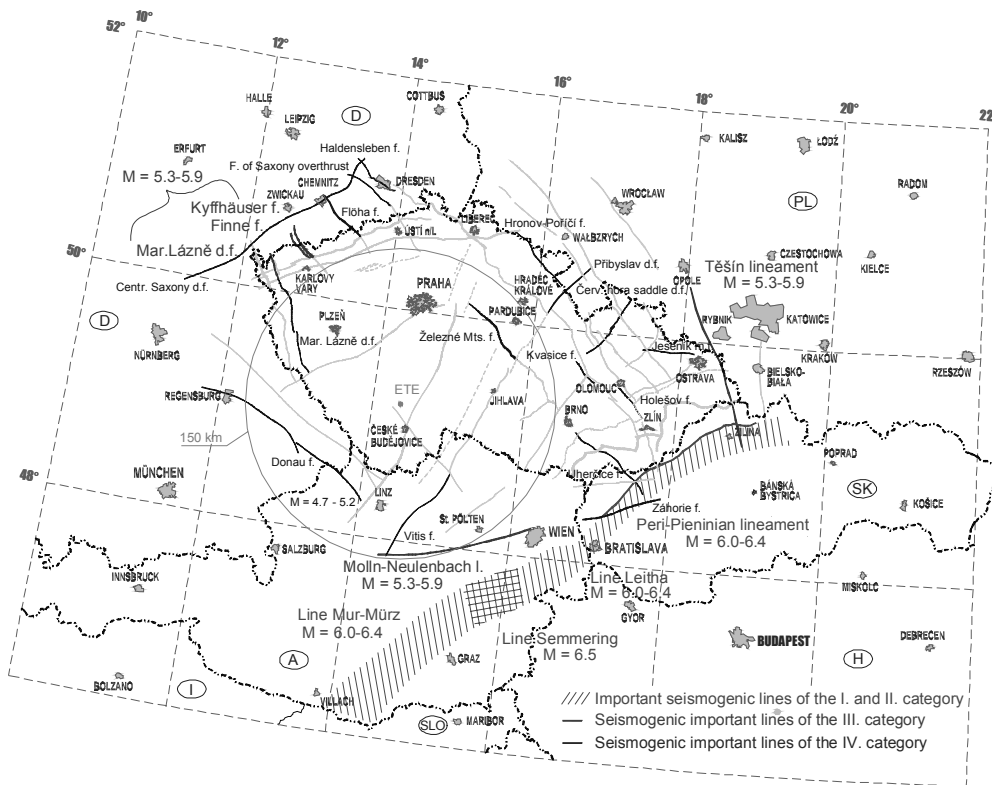 10°
52°
12°
14°
16°
18°
20°
22
50°
48°
HALLE
LEIPZIG
D
COTTBUS
ERFURT
M = 5.3-5.9
Haldensleben f.
F. of Saxony overthrust
CHEMNITZ
DRESDEN
ZWICKAU
Kyffhäuser f.
Finne f.
Flöha f.
Mar.Lázně d.f.
Centr. Saxony d.f.
ÚSTÍ n/L
LIBEREC
KARLOVY
VARY
PRAHA
PLZEŇ
Mar. Lázně d.f.
Železné Mts. f.
HRADEC
KRÁLOVÉ
PARDUBICE
Hronov-Poříčí f.
WROCŁAW
WAŁBZRYCH
Přibyslav d.f.
Červ. hora saddle d.f.
KALISZ
ŁÓDŹ
PL
RADOM
CZĘSTOCHOWA
KIELCE
OPOLE
Těšín lineament
M = 5.3-5.9
RYBNIK
KATOWICE
KRAKÓW
RZESZÓW
Jeseník m.f.
OSTRAVA
BIELSKO-
BIAŁA
Kvasice f.
OLOMOUC
Holešov f.
ZLÍN
BRNO
JIHLAVA
ETE
ČESKÉ
BUDĚJOVICE
D
NÜRNBERG
REGENSBURG
150 km
Donau f.
MÜNCHEN
M = 4.7 - 5.2
LINZ
Vitis f.
St. PÖLTEN
WIEN
Uherčice f.
ŽILINA
POPRAD
SK
BÁNSKÁ
BYSTRICA
KOŠICE
Záhorie f.
Peri-Pieninian lineament
M = 6.0-6.4
BRATISLAVA
SALZBURG
INNSBRUCK
Molln-Neulenbach l.
M = 5.3-5.9
Line Leitha
M = 6.0-6.4
MISKOLC
GYOR
Line Mur-Mürz
M = 6.0-6.4
Line Semmering
M = 6.5
BUDAPEST
DEBRECEN
H
A
GRAZ
BOLZANO
I
VILLACH
SLO
MARIBOR
Important seismogenic lines of the I. and II. category
Seismogenic important lines of the III. category
Seismogenic important lines of the IV. category